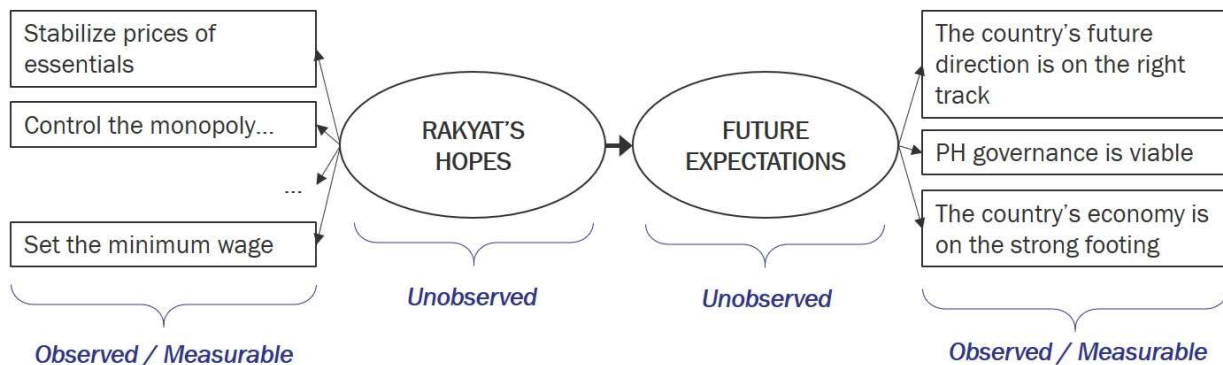 Stabilize prices of
essentials
Control the monopoly...
...
Set the minimum wage
Observed / Measurable
RAKYAT'S
HOPES
Unobserved
FUTURE
EXPECTATIONS
Unobserved
The country's future
direction is on the right
track
PH governance is viable
The country's economy is
on the strong footing
Observed / Measurable